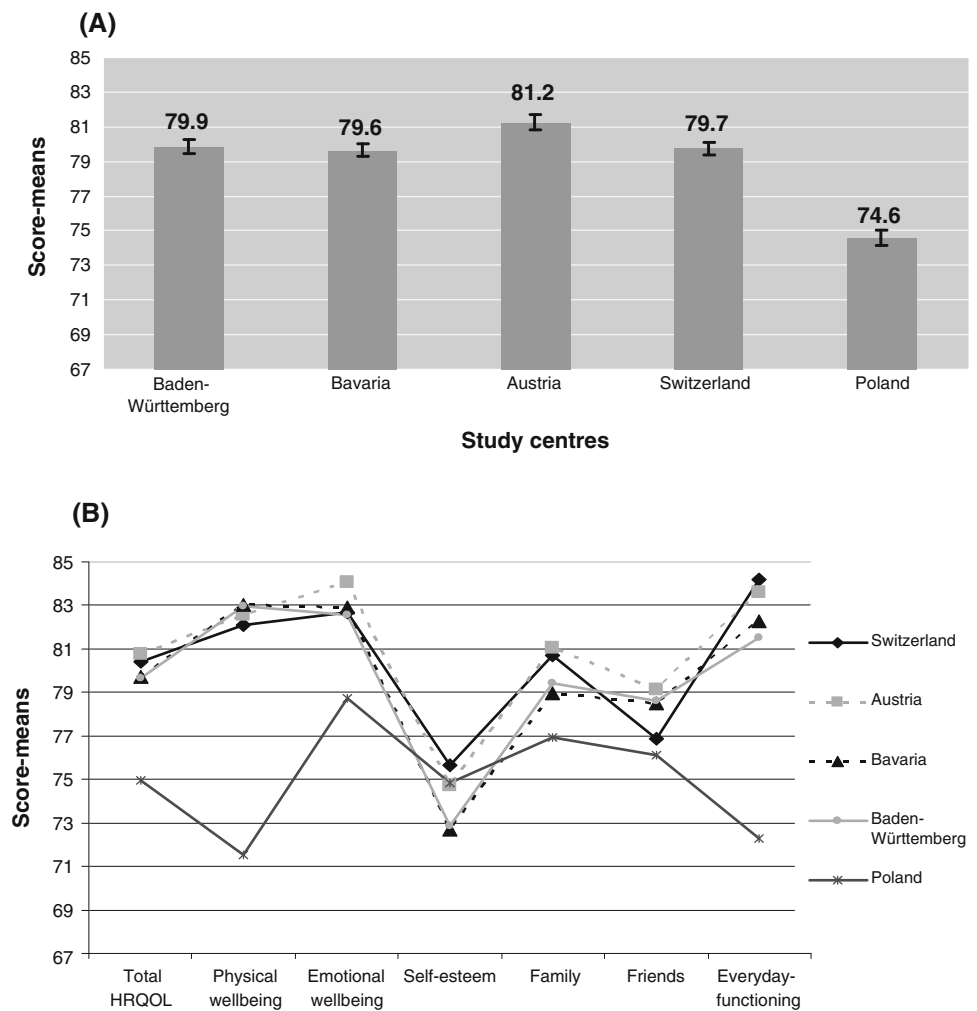 (A)
85
83
81
79
77
75
73
71
69
67
Score-means
79.9
79.6
81.2
79.7
74.6
Baden-
Württemberg
Bavaria
Austria
Switzerland
Poland
Study centres
(B)
85
83
81
79
77
75
73
71
69
67
Score-means
Total
HRQOL
Physical
wellbeing
Emotional
wellbeing
Self-esteem
Family
Friends
Everyday-
functioning
Switzerland
Austria
Bavaria
Baden-
Württemberg
Poland